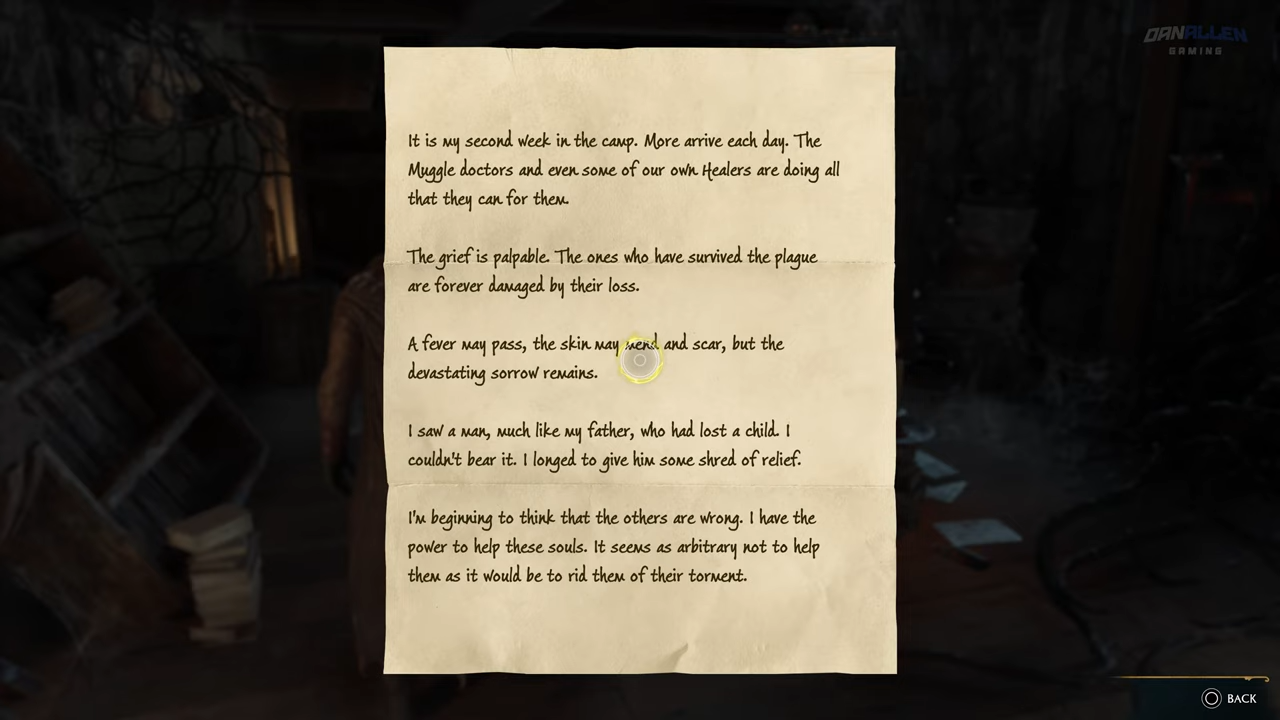 DANALLEN
GAMING
It is my second week in the camp. More arrive each day. The
Muggle doctors and even some of our own Healers are doing all
that they can for them.
The grief is palpable. The ones who have survived the plague
are forever damaged by their loss.
A fever may pass, the skin may mend and scar, but the
devastating sorrow remains.
I saw a man, much like my father, who had lost a child. I
couldn't bear it. I longed to give him some shred of relief.
I'm beginning to think that the others are wrong. I have the
power to help these souls. It seems as arbitrary not to help
them as it would be to rid them of their torment.
BACK